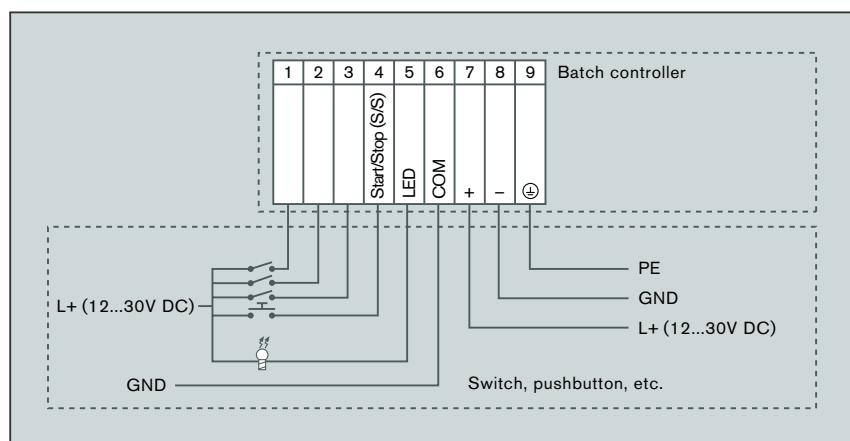 1 2 3 4 5 6 7 8 9 Batch controller
Start/Stop (S/S)
LED
COM
+
–
L+ (12...30V DC)
GND
PE
GND
L+ (12...30V DC)
Switch, pushbutton, etc.